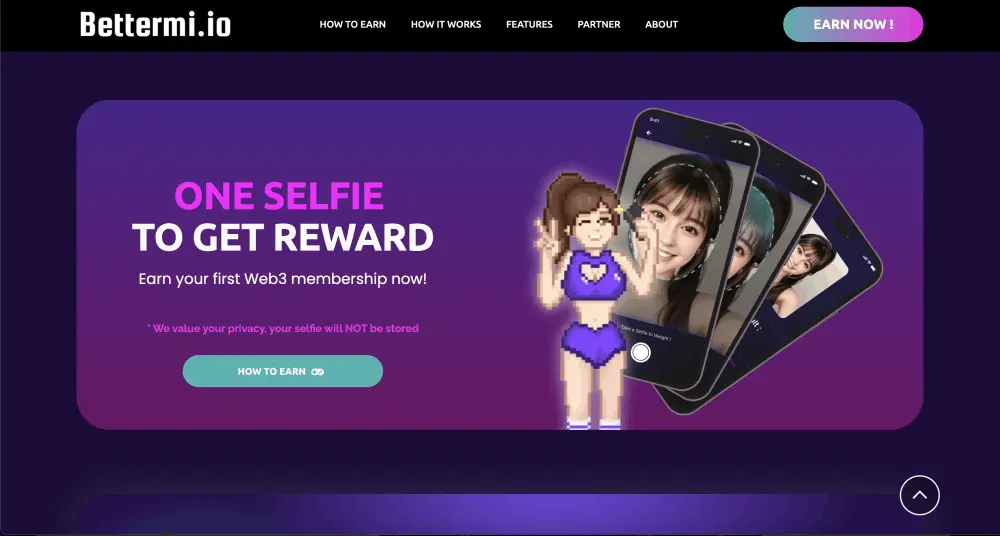 Bettermi.io
HOW TO EARN
HOW IT WORKS
FEATURES
PARTNER
ABOUT
EARN NOW !
ONE SELFIE
TO GET REWARD
Earn your first Web3 membership now!
* We value your privacy, your selfie will NOT be stored
HOW TO EARN
9:41
Take a Selfie to Weight !